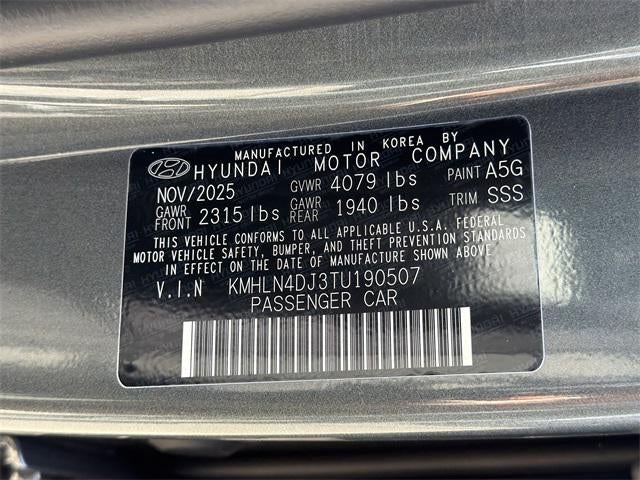 MANUFACTURED IN KOREA BY
HYUNDAI MOTOR COMPANY
NOV/2025 GVWR 4079 lbs PAINT A5G
GAWR FRONT 2315 lbs GAWR REAR 1940 lbs TRIM SSS
THIS VEHICLE CONFORMS TO ALL APPLICABLE U.S.A. FEDERAL
MOTOR VEHICLE SAFETY, BUMPER, AND THEFT PREVENTION STANDARDS
IN EFFECT ON THE DATE OF MANUFACTURE SHOWN ABOVE.
V.I.N KMHLN4DJ3TU190507
PASSENGER CAR